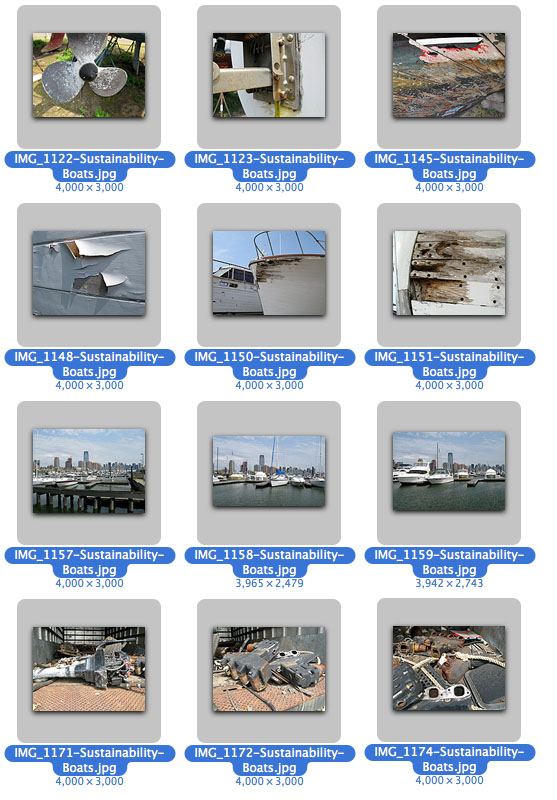 IMG_1122-Sustainability-
Boats.jpg
4,000 × 3,000
IMG_1123-Sustainability-
Boats.jpg
4,000 × 3,000
IMG_1145-Sustainability-
Boats.jpg
4,000 × 3,000
IMG_1148-Sustainability-
Boats.jpg
4,000 × 3,000
IMG_1150-Sustainability-
Boats.jpg
4,000 × 3,000
IMG_1151-Sustainability-
Boats.jpg
4,000 × 3,000
IMG_1157-Sustainability-
Boats.jpg
4,000 × 3,000
IMG_1158-Sustainability-
Boats.jpg
3,965 × 2,479
IMG_1159-Sustainability-
Boats.jpg
3,942 × 2,743
IMG_1171-Sustainability-
Boats.jpg
4,000 × 3,000
IMG_1172-Sustainability-
Boats.jpg
4,000 × 3,000
IMG_1174-Sustainability-
Boats.jpg
4,000 × 3,000